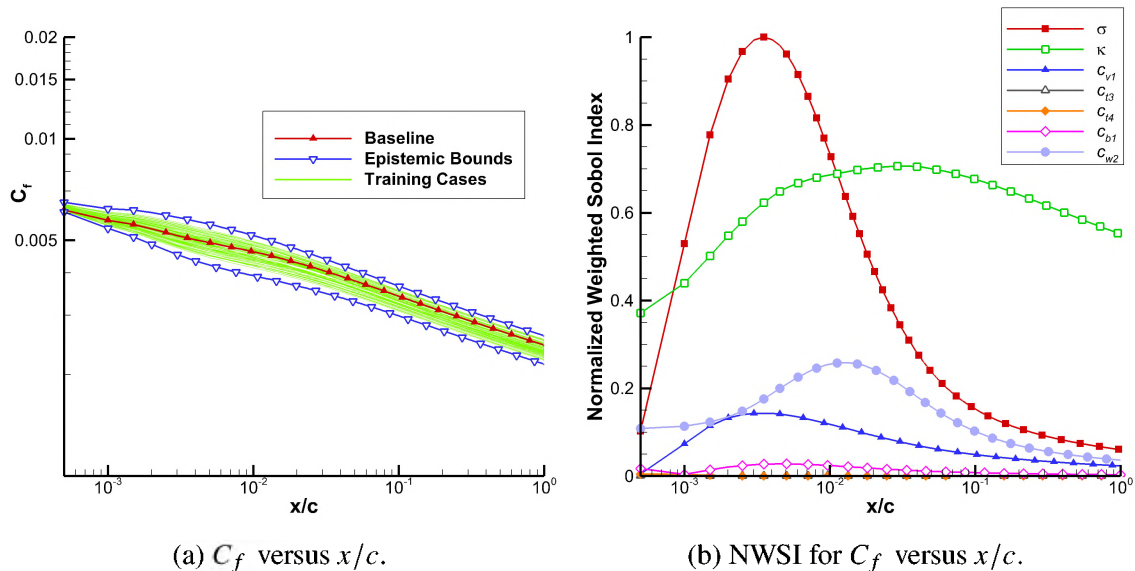 C_f
0.02
0.015
0.01
0.005
Baseline
Epistemic Bounds
Training Cases
10^-3
10^-2
10^-1
10^0
x/c
Normalized Weighted Sobol Index
1
0.8
0.6
0.4
0.2
0
σ
κ
c_v1
c_t3
c_t4
c_b1
c_w2
10^-3
10^-2
10^-1
10^0
x/c
(a) C_f versus x/c.
(b) NWSI for C_f versus x/c.